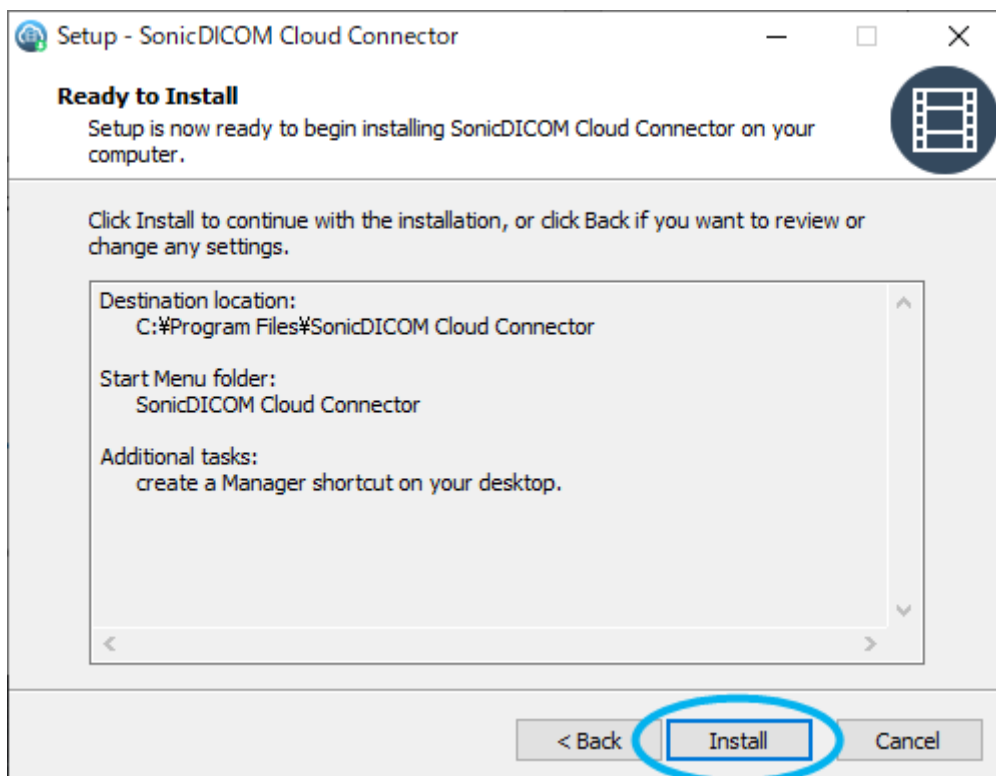 Setup - SonicDICOM Cloud Connector
Ready to Install
Setup is now ready to begin installing SonicDICOM Cloud Connector on your
computer.
Click Install to continue with the installation, or click Back if you want to review or
change any settings.
Destination location:
C:¥Program Files¥SonicDICOM Cloud Connector
Start Menu folder:
SonicDICOM Cloud Connector
Additional tasks:
create a Manager shortcut on your desktop.
< Back
Install
Cancel